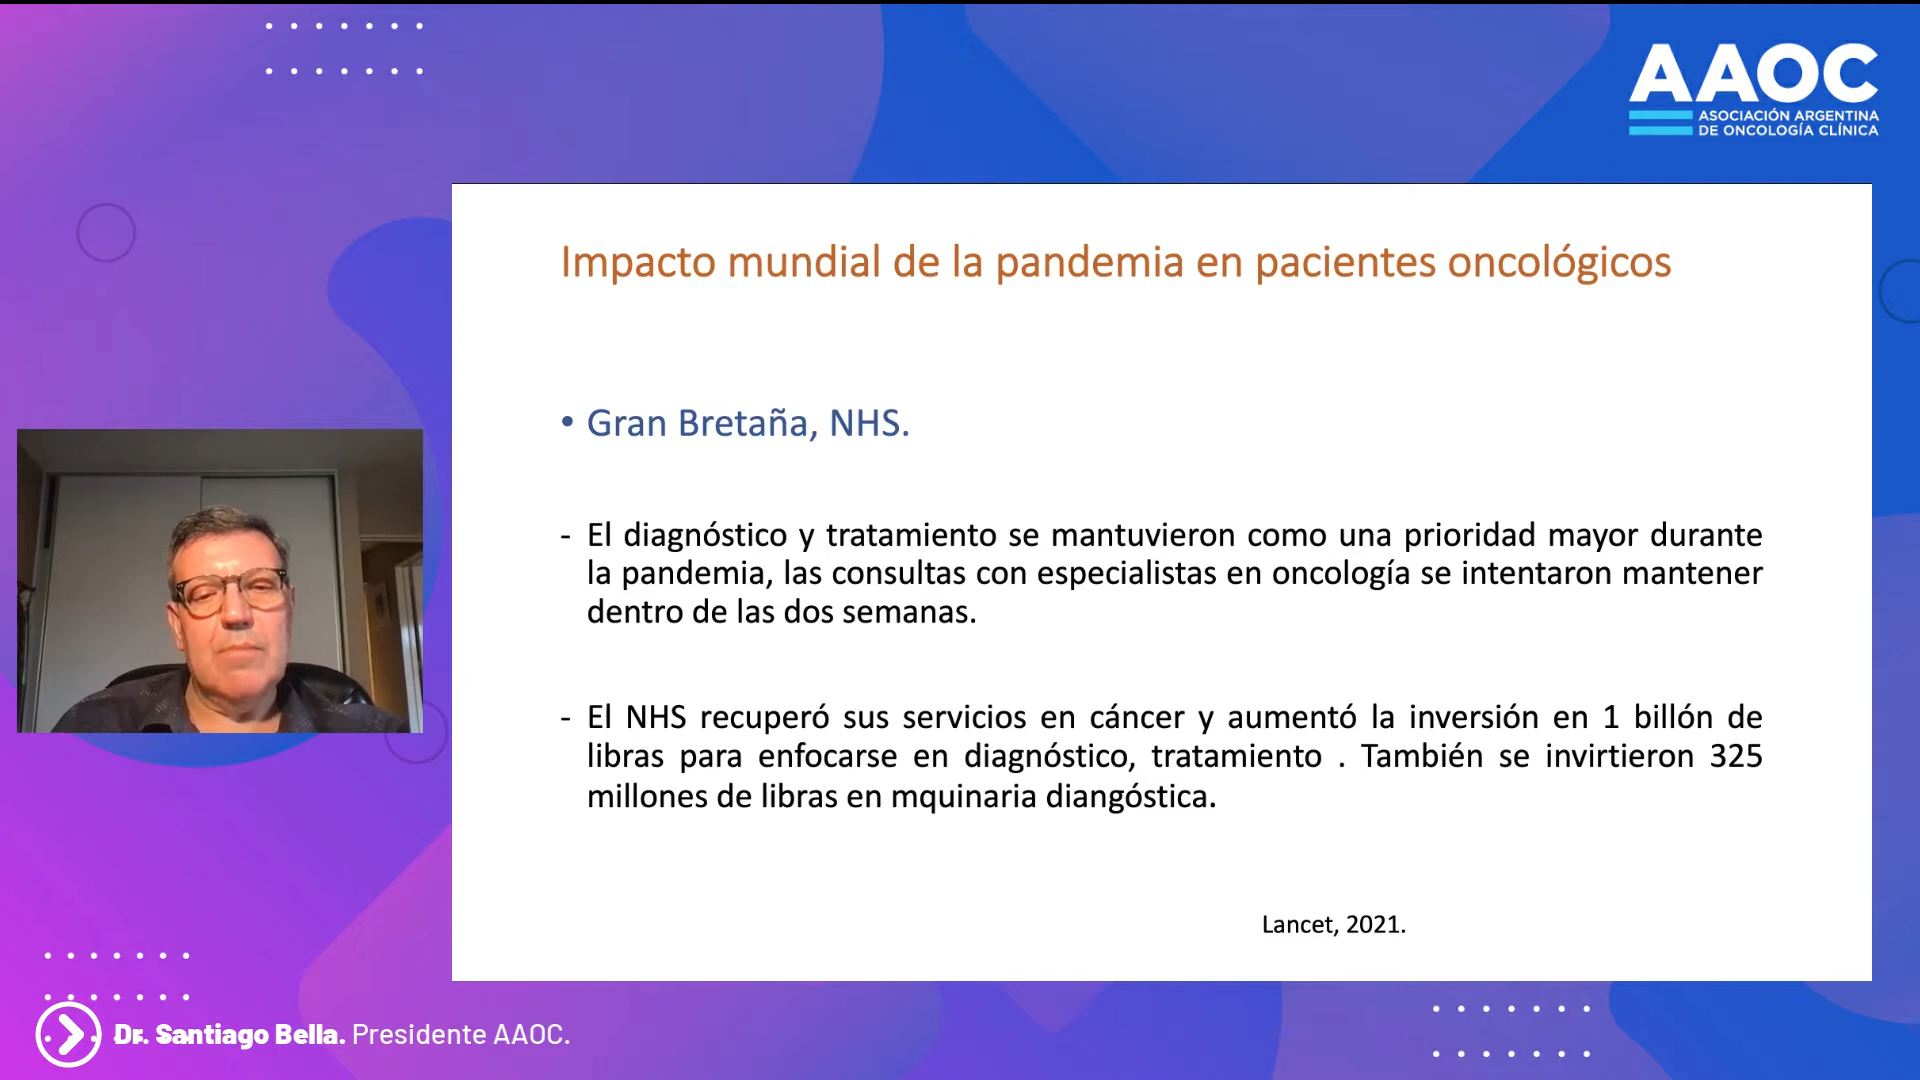 AAOC
ASOCIACIÓN ARGENTINA
DE ONCOLOGÍA CLÍNICA
Impacto mundial de la pandemia en pacientes oncológicos
• Gran Bretaña, NHS.
- El diagnóstico y tratamiento se mantuvieron como una prioridad mayor durante
la pandemia, las consultas con especialistas en oncología se intentaron mantener
dentro de las dos semanas.
- El NHS recuperó sus servicios en cáncer y aumentó la inversión en 1 billón de
libras para enfocarse en diagnóstico, tratamiento . También se invirtieron 325
millones de libras en mquinaria diangóstica.
Lancet, 2021.
Dr. Santiago Bella. Presidente AAOC.